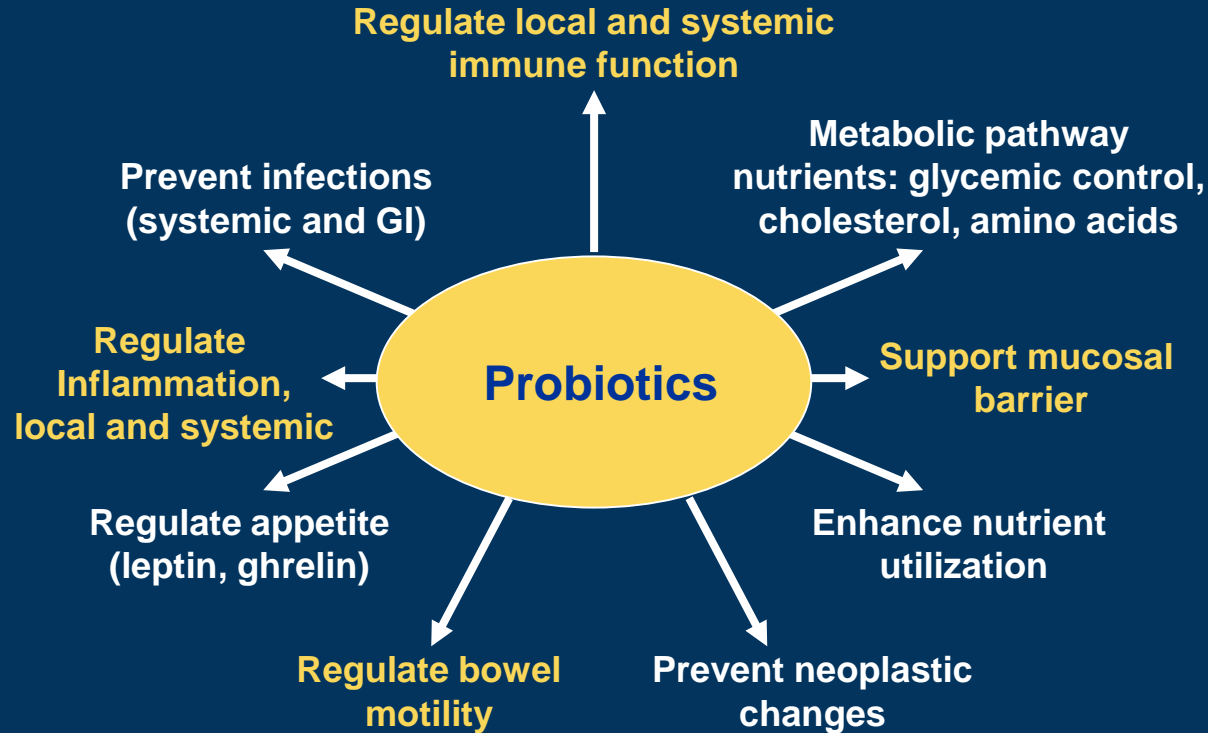 Regulate local and systemic
immune function
Metabolic pathway
nutrients: glycemic control,
cholesterol, amino acids
Prevent infections
(systemic and GI)
Regulate
Inflammation,
local and systemic
Probiotics
Support mucosal
barrier
Regulate appetite
(leptin, ghrelin)
Enhance nutrient
utilization
Regulate bowel
motility
Prevent neoplastic
changes